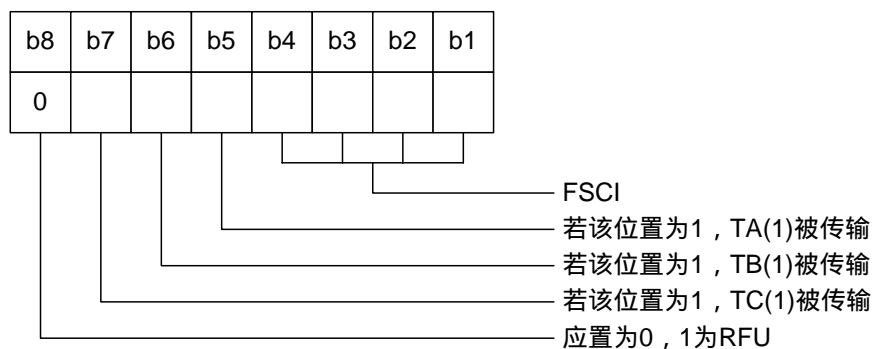 b8 b7 b6 b5 b4 b3 b2 b1
0
FSCI
若该位置为1，TA(1)被传输
若该位置为1，TB(1)被传输
若该位置为1，TC(1)被传输
应置为0，1为RFU